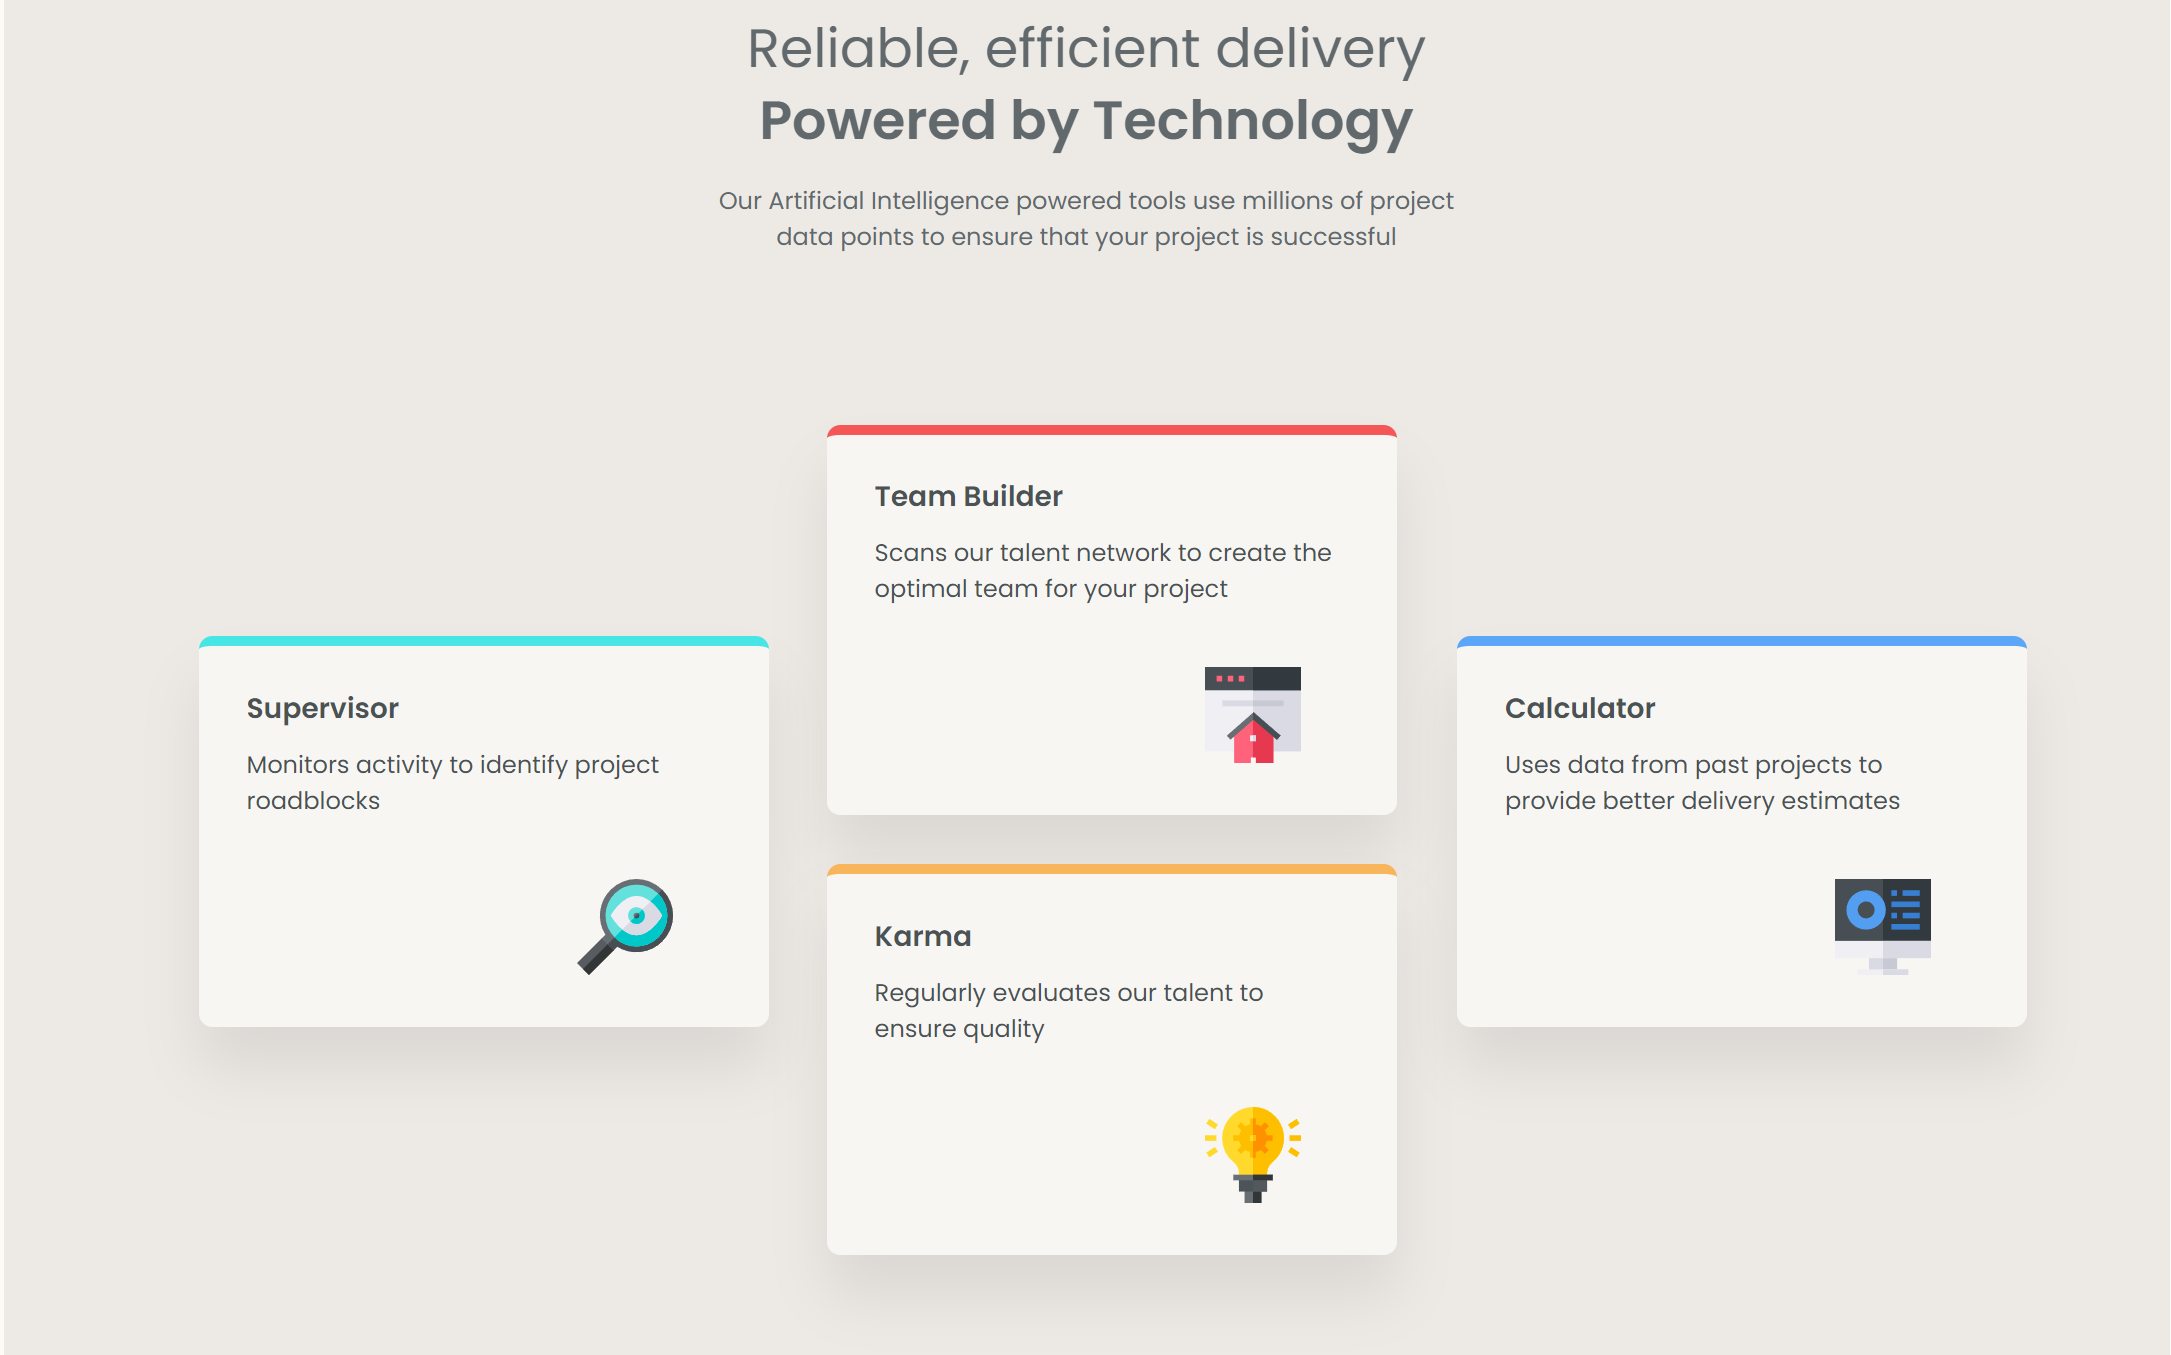 Reliable, efficient delivery
Powered by Technology
Our Artificial Intelligence powered tools use millions of project
data points to ensure that your project is successful
Supervisor
Monitors activity to identify project
roadblocks
Team Builder
Scans our talent network to create the
optimal team for your project
Karma
Regularly evaluates our talent to
ensure quality
Calculator
Uses data from past projects to
provide better delivery estimates